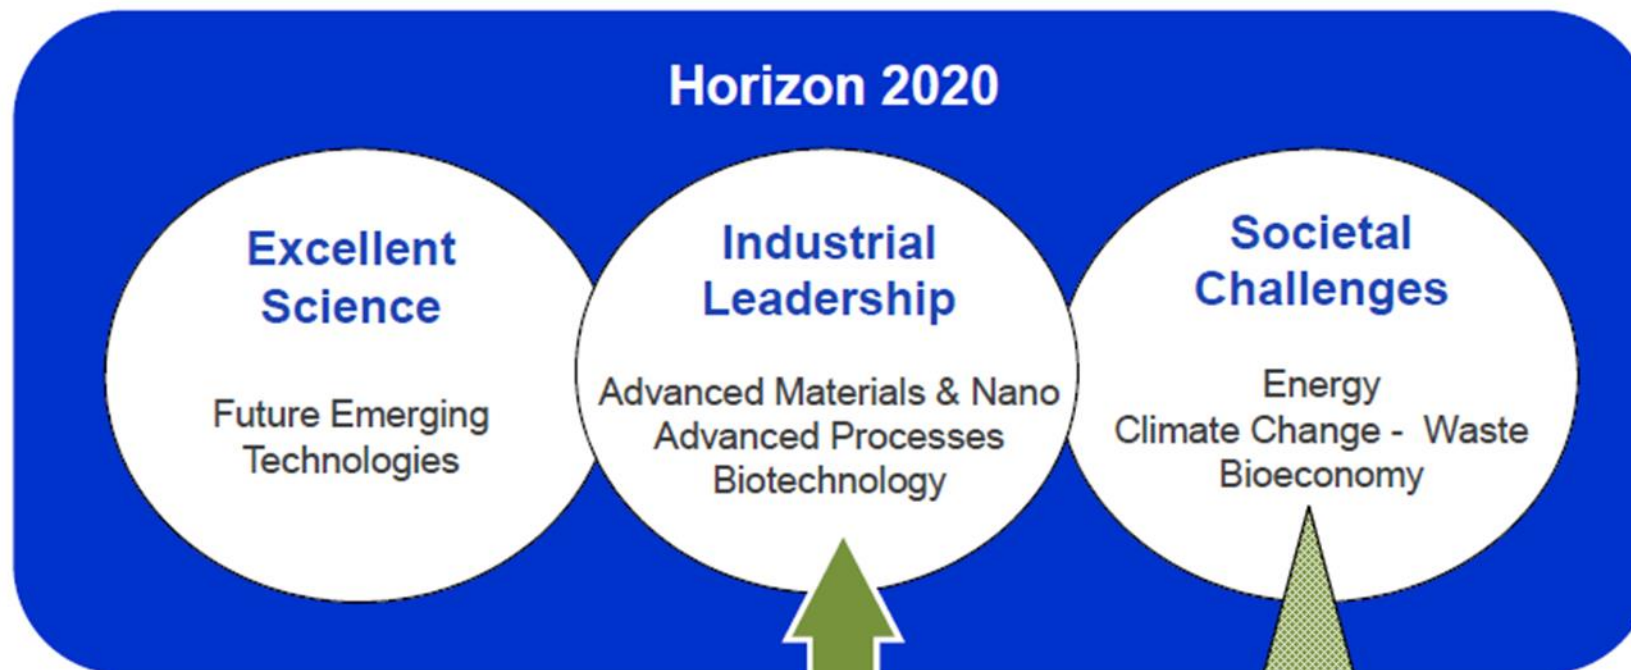 Horizon 2020
Excellent
Science
Future Emerging
Technologies
Industrial
Leadership
Advanced Materials & Nano
Advanced Processes
Biotechnology
Societal
Challenges
Energy
Climate Change -  Waste
Bioeconomy